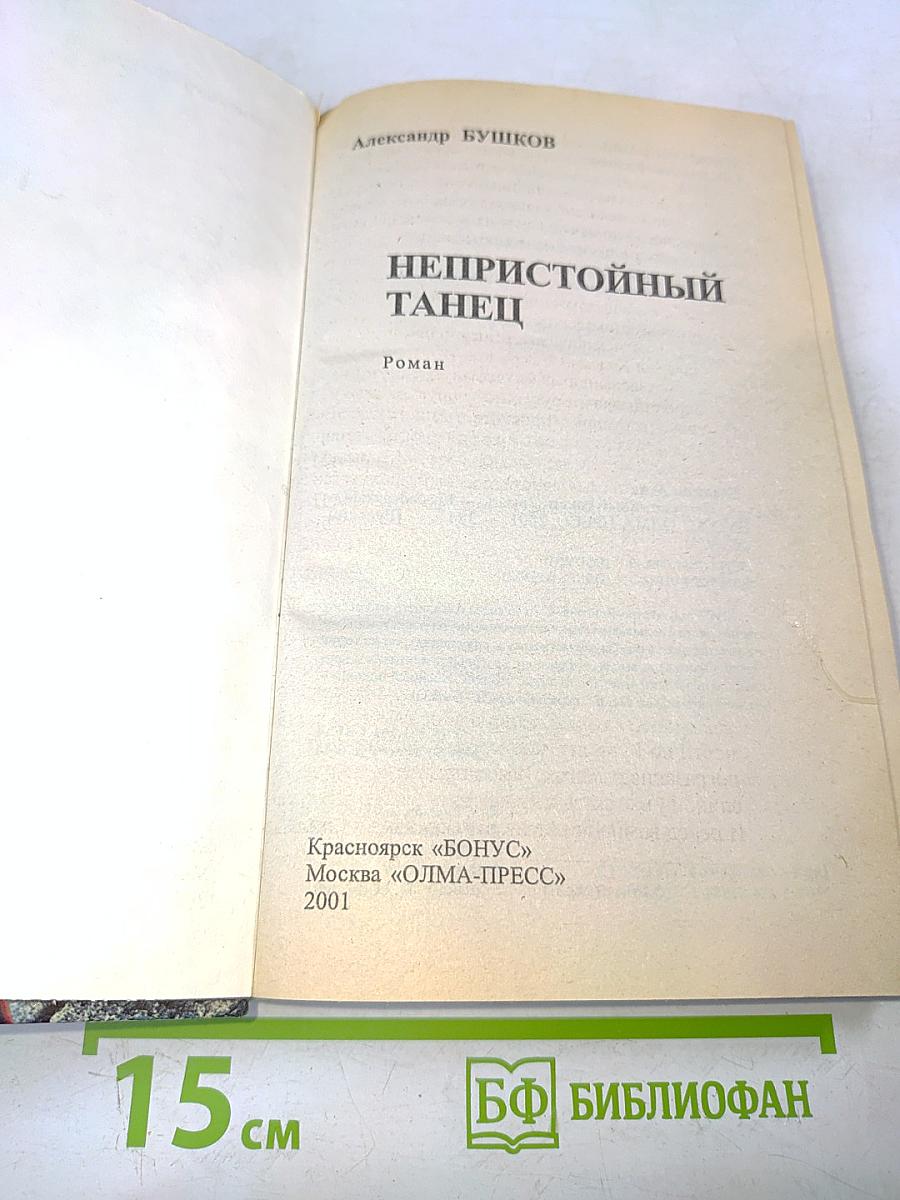 Александр БУШКОВ
НЕПРИСТОЙНЫЙ
ТАНЕЦ
Роман
Красноярск «БОНУС»
Москва «ОЛМА-ПРЕСС»
2001
15 см
БФ БИБЛИОФАН